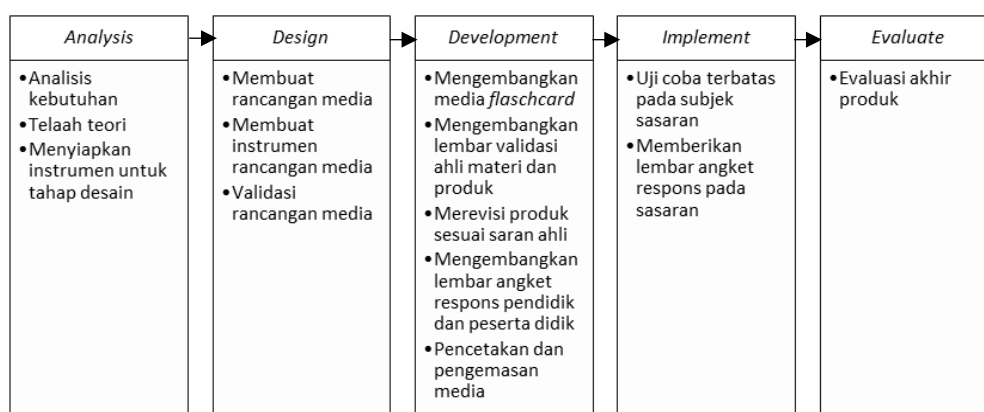 Analysis
•Analisis
kebutuhan
•Telaah teori
•Menyiapkan
instrumen untuk
tahap desain
Design
•Membuat
rancangan media
•Membuat
instrumen
rancangan media
•Validasi
rancangan media
Development
•Mengembangkan
media flaschcard
•Mengembangkan
lembar validasi
ahli materi dan
produk
•Merevisi produk
sesuai saran ahli
•Mengembangkan
lembar angket
respons pendidik
dan peserta didik
•Pencetakan dan
pengemasan
media
Implement
•Uji coba terbatas
pada subjek
sasaran
•Memberikan
lembar angket
respons pada
sasaran
Evaluate
•Evaluasi akhir
produk